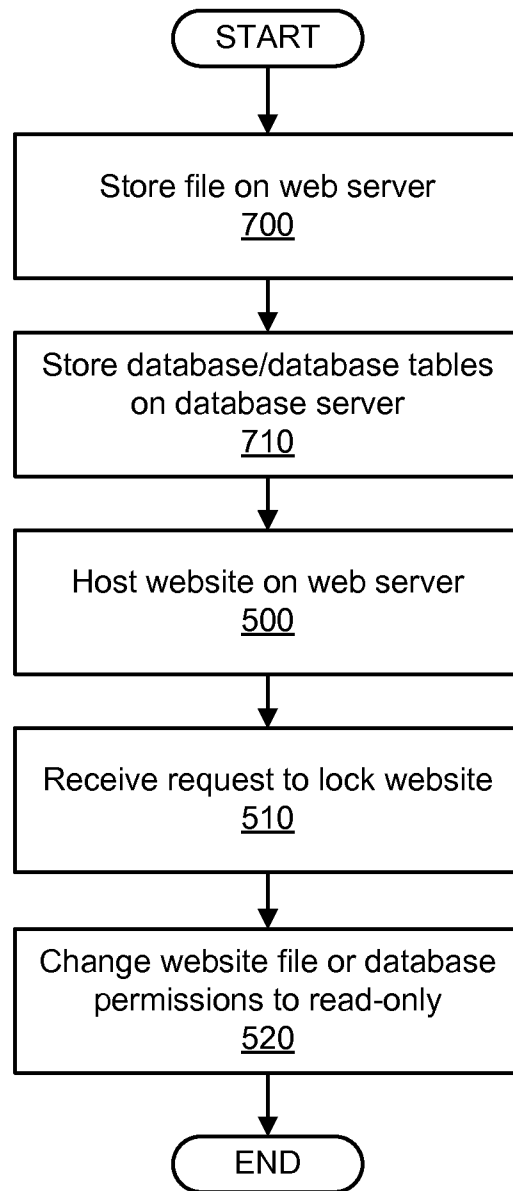 START
Store file on web server
700
Store database/database tables
on database server
710
Host website on web server
500
Receive request to lock website
510
Change website file or database
permissions to read-only
520
END